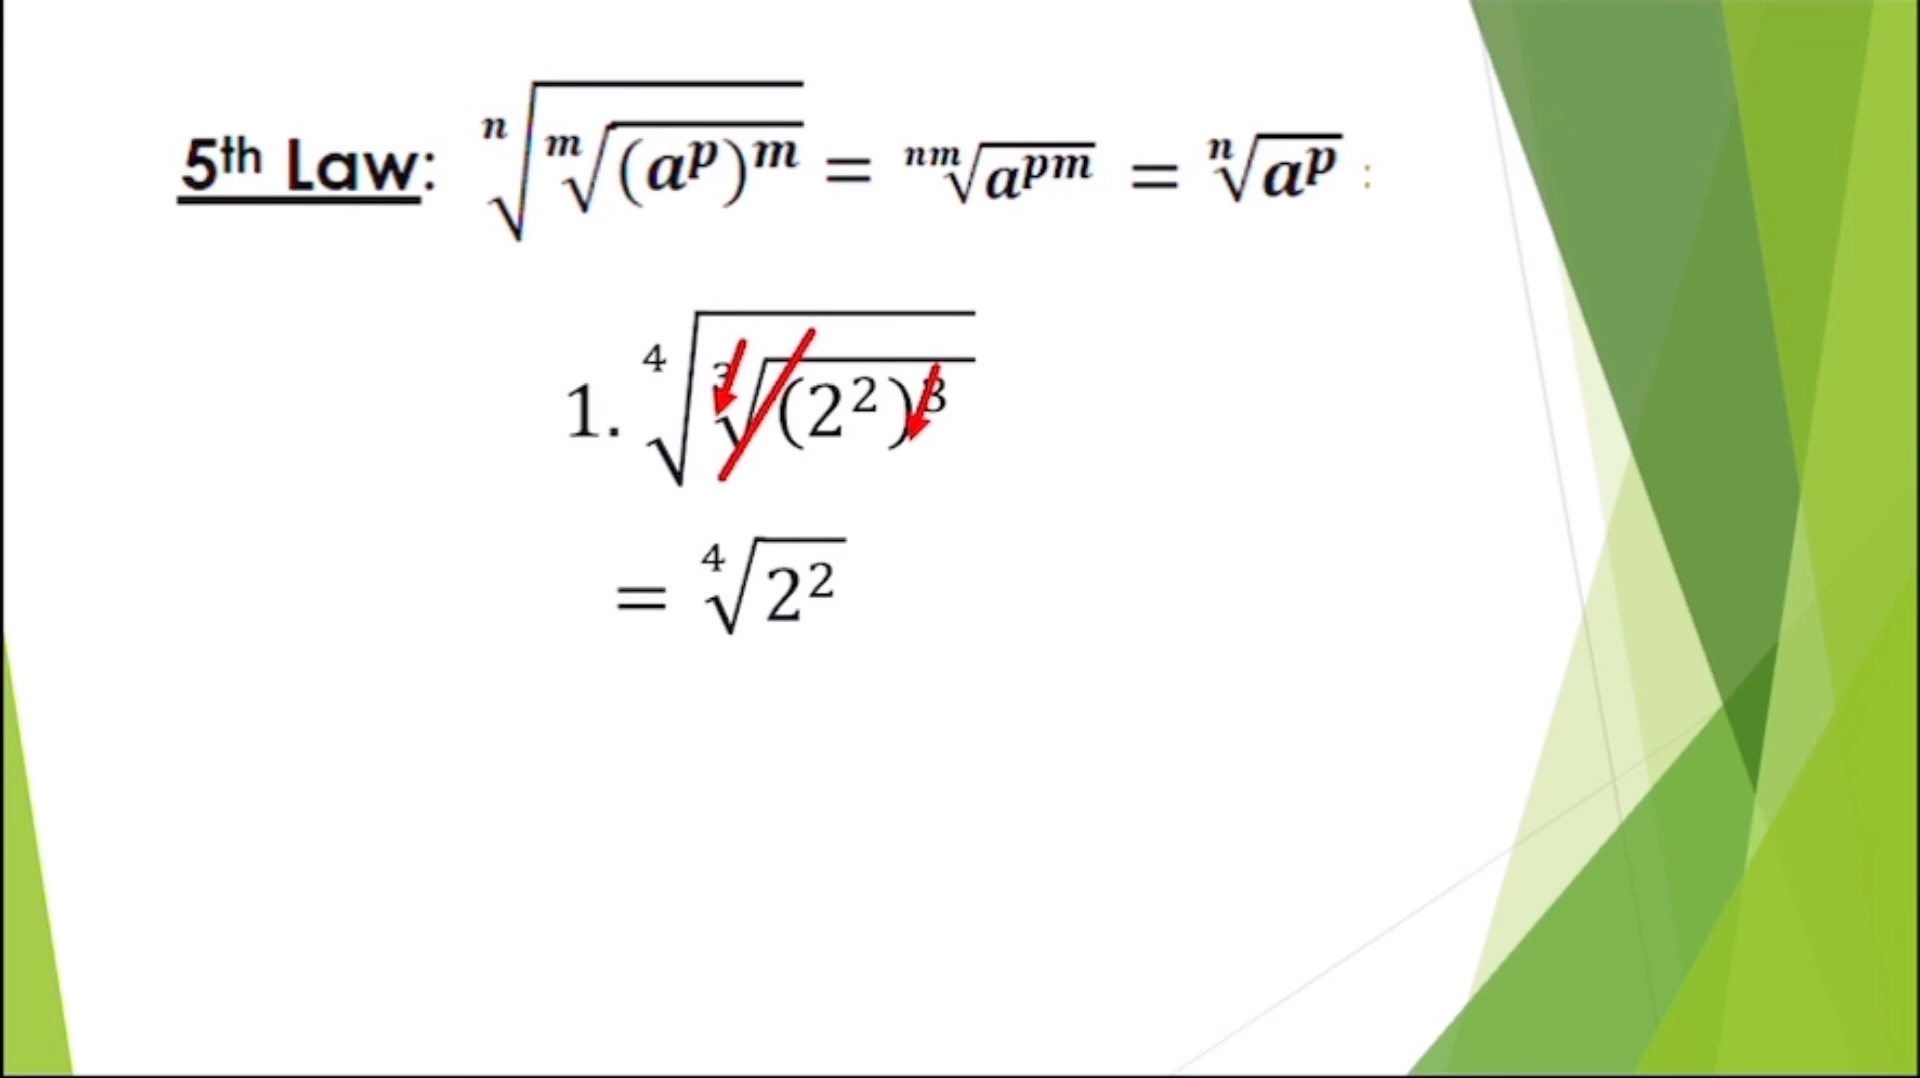 5th Law: ⁿ√(ᵐ√((aᵖ)ᵐ)) = ⁿᵐ√(aᵖᵐ) = ⁿ√(aᵖ) :
1. ⁴√(³√((2²)³))
= ⁴√(2²)